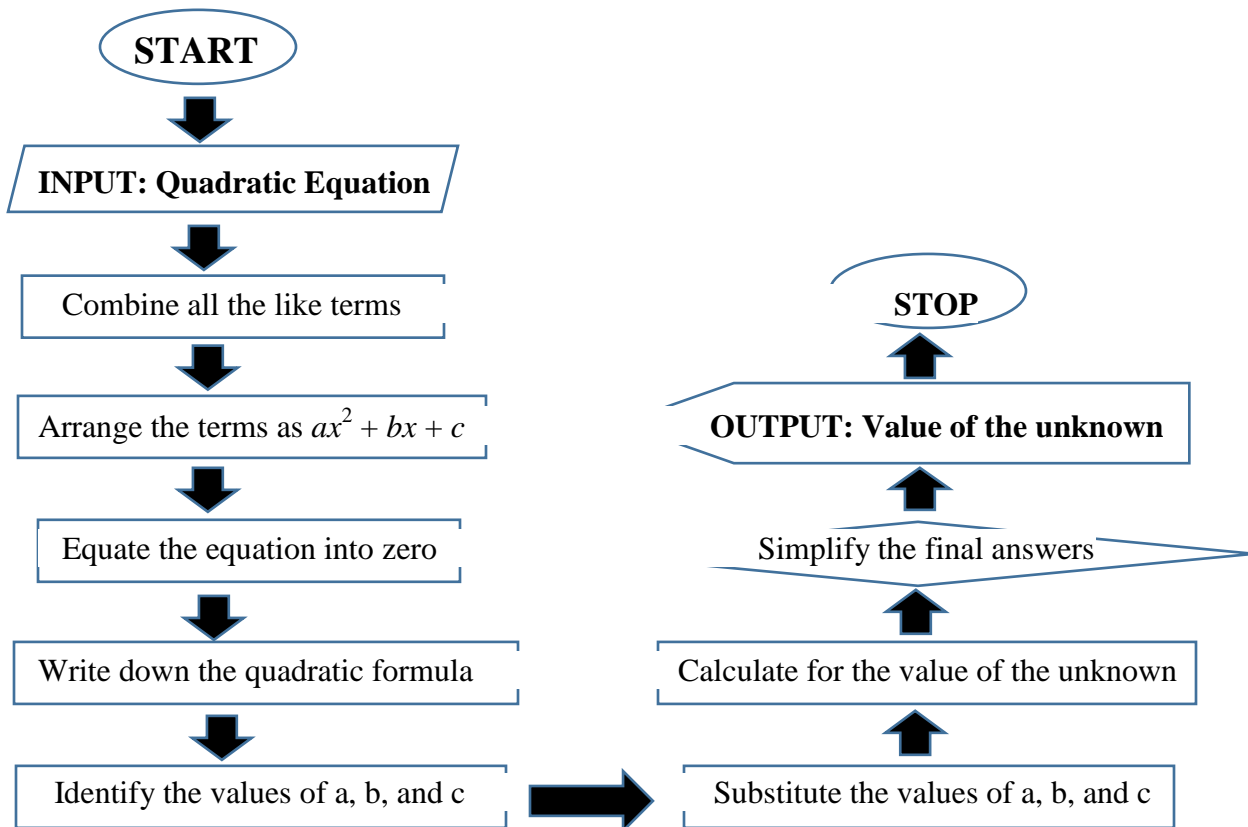 START
INPUT: Quadratic Equation
Combine all the like terms
Arrange the terms as ax² + bx + c
Equate the equation into zero
Write down the quadratic formula
Identify the values of a, b, and c
Substitute the values of a, b, and c
Calculate for the value of the unknown
Simplify the final answers
OUTPUT: Value of the unknown
STOP